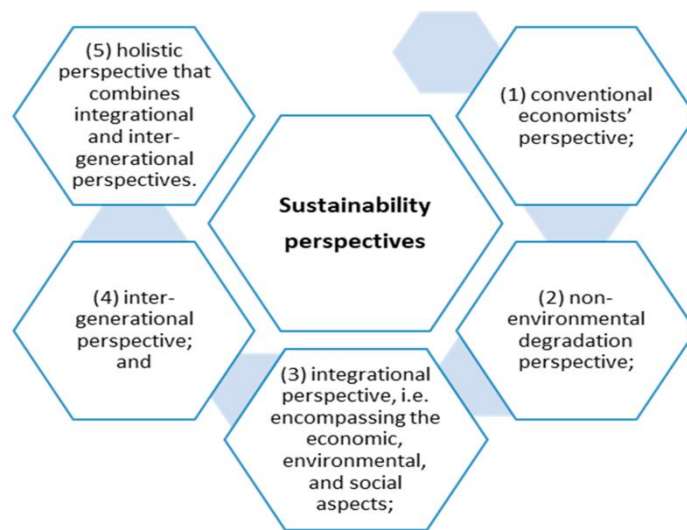 Sustainability
perspectives
(1) conventional
economists’
perspective;
(2) non-
environmental
degradation
perspective;
(3) integrational
perspective, i.e.
encompassing the
economic,
environmental,
and social
aspects;
(4) inter-
generational
perspective;
and
(5) holistic
perspective that
combines
integrational
and inter-
generational
perspectives.